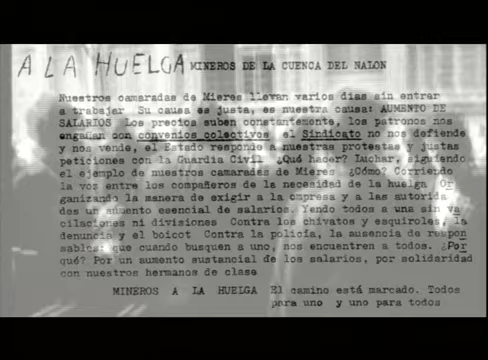 A LA HUELGA MINEROS DE LA CUENCA DEL NALON
Nuestros camaradas de Mieres llevan varios dias sin entrar
a trabajar Su causa es justa, es nuestra causa: AUMENTO DE
SALARIOS Los precios suben constantemente, los patronos nos
engañan con convenios colectivos, el Sindicato no nos defiende
y nos vende, el Estado responde a nuestras protestas y justas
peticiones con la Guardia Civil ¿Qué hacer? Luchar, siguiendo
el ejemplo de nuestros camaradas de Mieres ¿Cómo? Corriendo
la voz entre los compañeros de la necesidad de la huelga Or
ganizando la manera de exigir a la empresa y a las autorida
des un aumento esencial de salarios. Yendo todos a una sin va
cilaciones ni divisiones Contra los chivatos y esquiroles, la
denuncia y el boicot Contra la policía, la ausencia de respon
sables: que cuando busquen a uno, nos encuentren a todos. ¿Por
qué? Por un aumento sustancial de los salarios, por solidaridad
con nuestros hermanos de clase
MINEROS A LA HUELGA El camino está marcado. Todos
para uno y uno para todos